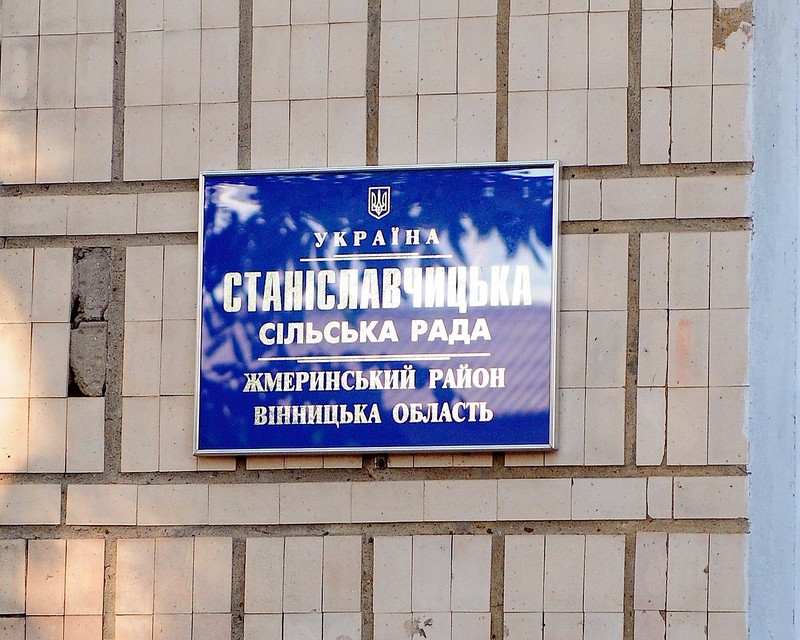 УКРАЇНА
СТАНІСЛАВЧИЦЬКА
СІЛЬСЬКА РАДА
ЖМЕРИНСЬКИЙ РАЙОН
ВІННИЦЬКА ОБЛАСТЬ